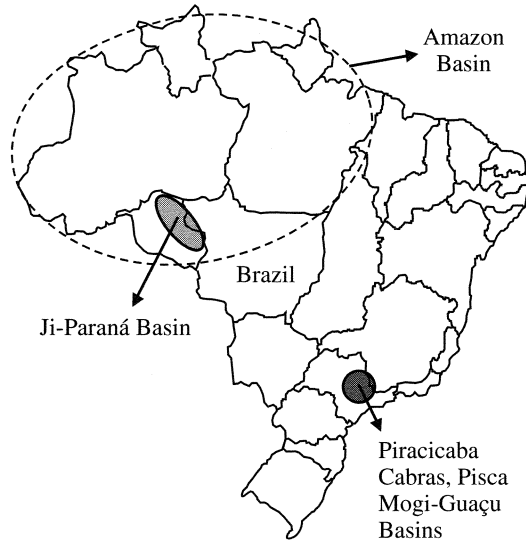 Amazon
Basin
Brazil
Ji-Paraná Basin
Piracicaba
Cabras, Pisca
Mogi-Guaçu
Basins